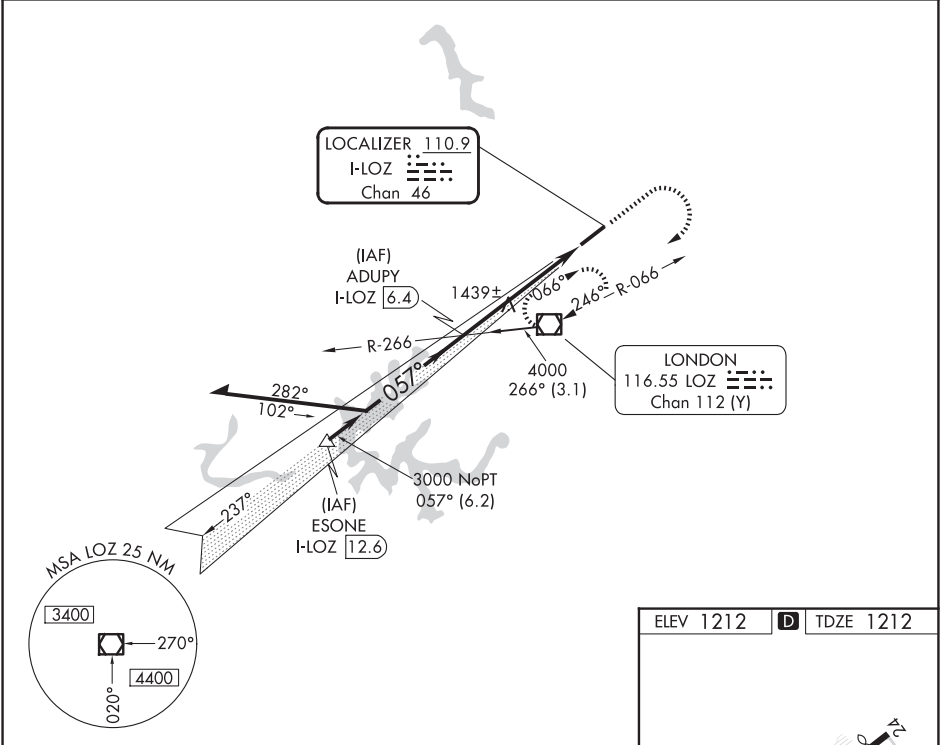 LOCALIZER 110.9
I-LOZ
Chan 46
(IAF)
ADUPY
I-LOZ 6.4
1439±
066°
246°
R-066
R-266
4000
266° (3.1)
LONDON
116.55 LOZ
Chan 112 (Y)
057°
282°
102°
3000 NoPT
057° (6.2)
(IAF)
ESONE
I-LOZ 12.6
237°
MSA LOZ 25 NM
3400
270°
4400
020°
ELEV 1212 D TDZE 1212
24